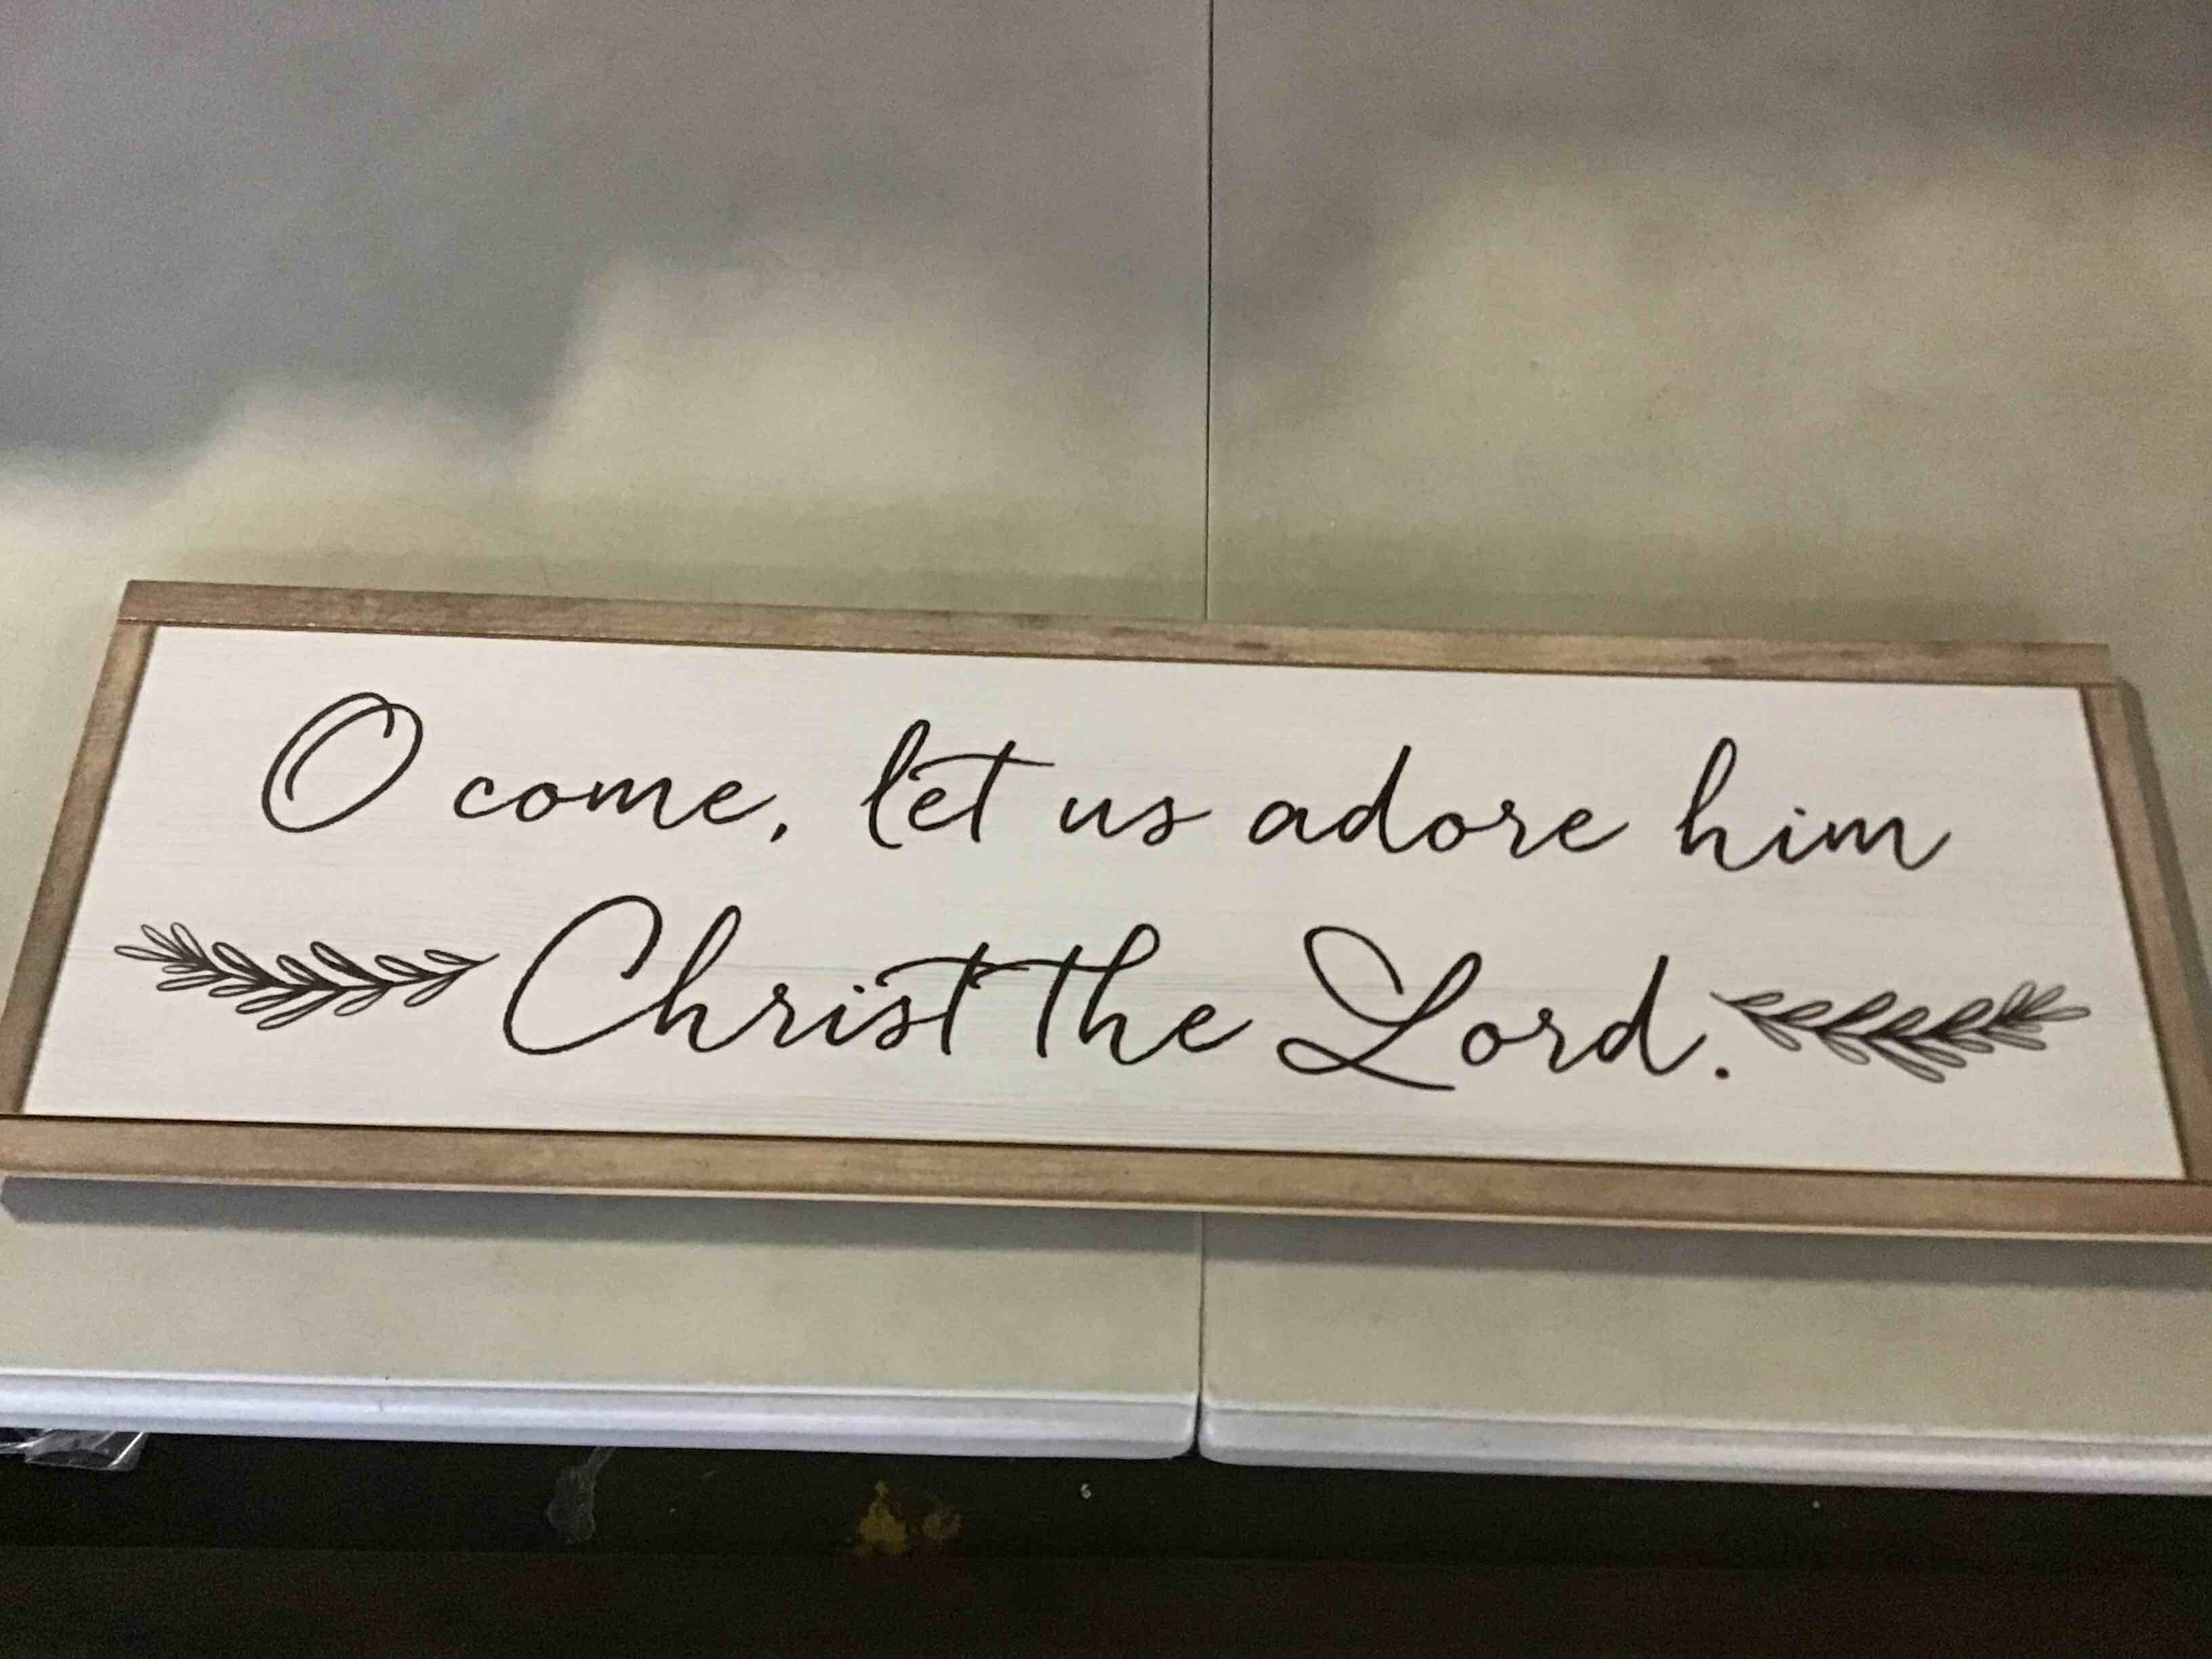 O come, let us adore him
Christ the Lord.